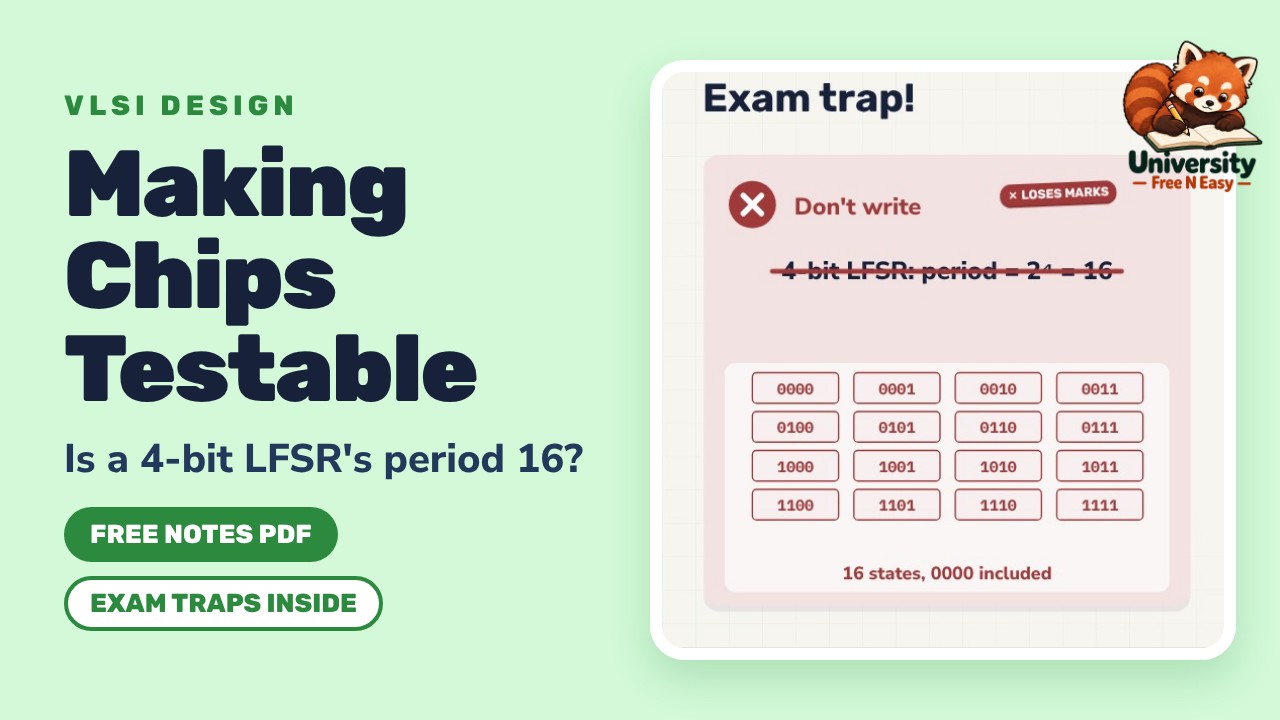 VLSI DESIGN
Making
Chips
Testable
Is a 4-bit LFSR's period 16?
FREE NOTES PDF
EXAM TRAPS INSIDE
Exam trap!
University
Free N Easy
× LOSES MARKS
Don't write
4-bit LFSR: period = 2⁴ = 16
0000 0001 0010 0011
0100 0101 0110 0111
1000 1001 1010 1011
1100 1101 1110 1111
16 states, 0000 included